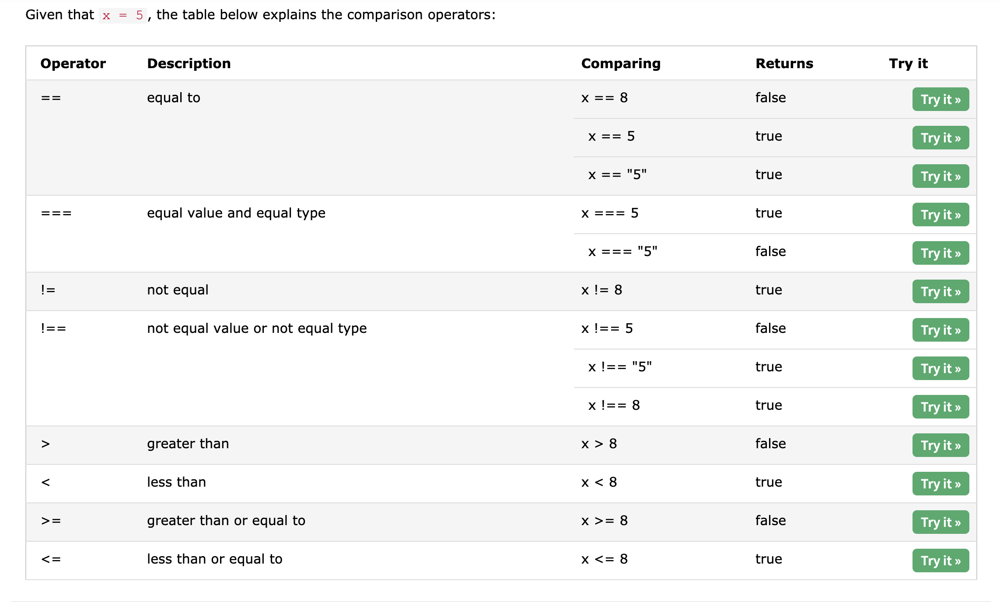 Given that x = 5, the table below explains the comparison operators:
Operator Description Comparing Returns Try it
== equal to x == 8 false Try it »
x == 5 true Try it »
x == "5" true Try it »
=== equal value and equal type x === 5 true Try it »
x === "5" false Try it »
!= not equal x != 8 true Try it »
!== not equal value or not equal type x !== 5 false Try it »
x !== "5" true Try it »
x !== 8 true Try it »
> greater than x > 8 false Try it »
< less than x < 8 true Try it »
>= greater than or equal to x >= 8 false Try it »
<= less than or equal to x <= 8 true Try it »